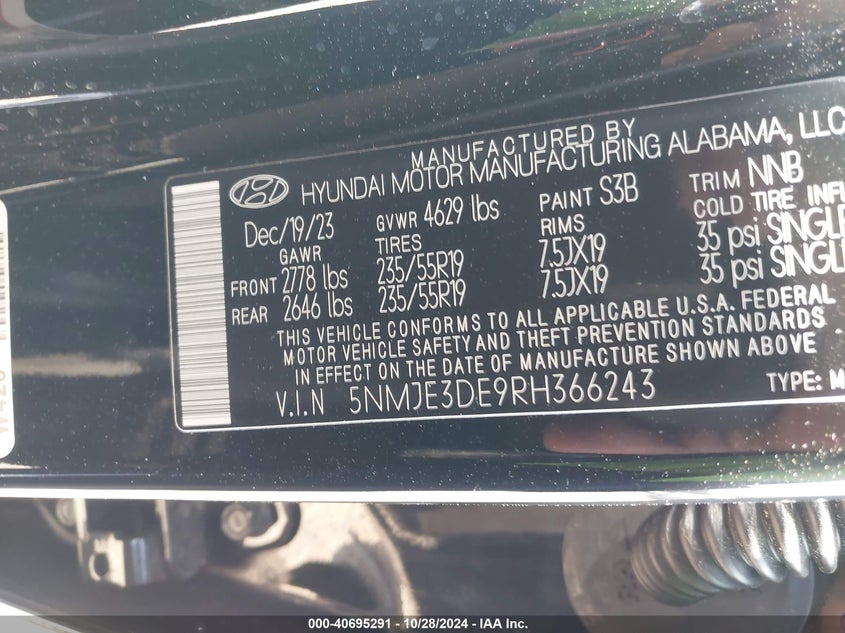 MANUFACTURED BY
HYUNDAI MOTOR MANUFACTURING ALABAMA, LLC
Dec/19/23 GVWR 4629 lbs PAINT S3B TRIM NNB
GAWR TIRES RIMS COLD TIRE INFL
FRONT 2778 lbs 235/55R19 7.5JX19 35 psi SINGLE
REAR 2646 lbs 235/55R19 7.5JX19 35 psi SINGLE
THIS VEHICLE CONFORMS TO ALL APPLICABLE U.S.A. FEDERAL
MOTOR VEHICLE SAFETY AND THEFT PREVENTION STANDARDS
IN EFFECT ON THE DATE OF MANUFACTURE SHOWN ABOVE
V.I.N 5NMJE3DE9RH366243 TYPE: M
000-40695291 - 10/28/2024 - IAA Inc.